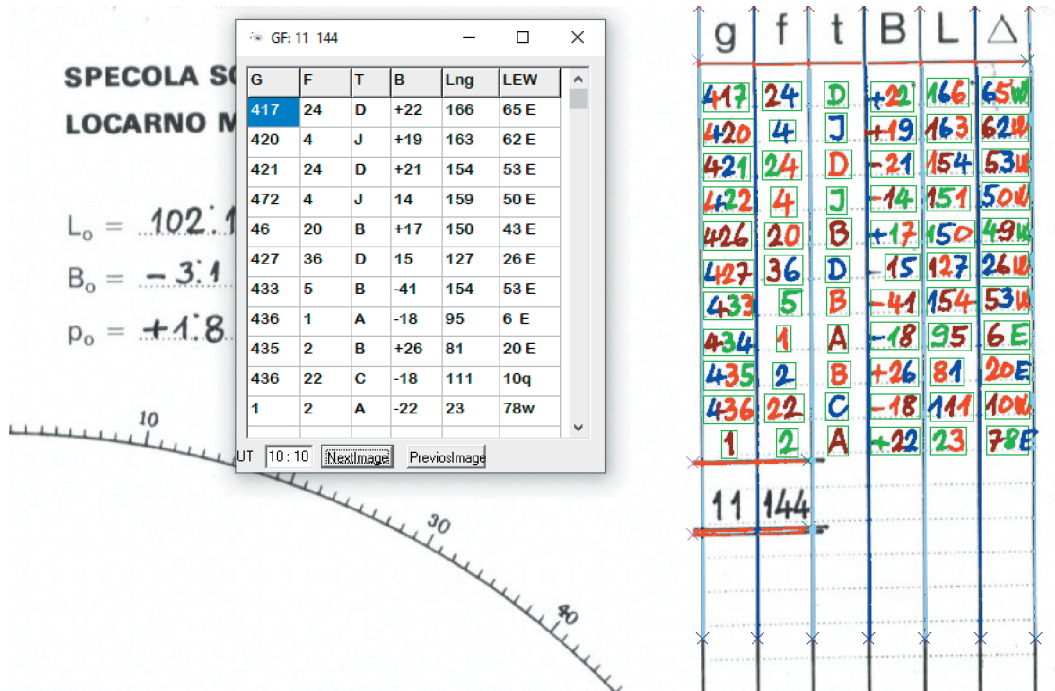 SPECOLA SO
LOCARNO M
L₀ = 102°.1
B₀ = - 3°.1
p₀ = +1°.8
10
30
40
GF: 11 144
G F T B Lng LEW
417 24 D +22 166 65 E
420 4 J +19 163 62 E
421 24 D +21 154 53 E
472 4 J 14 159 50 E
46 20 B +17 150 43 E
427 36 D 15 127 26 E
433 5 B -41 154 53 E
436 1 A -18 95 6 E
435 2 B +26 81 20 E
436 22 C -18 111 10q
1 2 A -22 23 78w
UT 10:10 NextImage PreviosImage
g f t B L Δ
417 24 D +22 166 65W
420 4 J +19 163 62W
421 24 D -21 154 53W
422 4 J -14 151 50W
426 20 B +17 150 49W
427 36 D -15 127 26W
433 5 B -41 154 53W
434 1 A -18 95 6E
435 2 B +26 81 20E
436 22 C -18 111 10W
1 2 A +22 23 78E
11 144